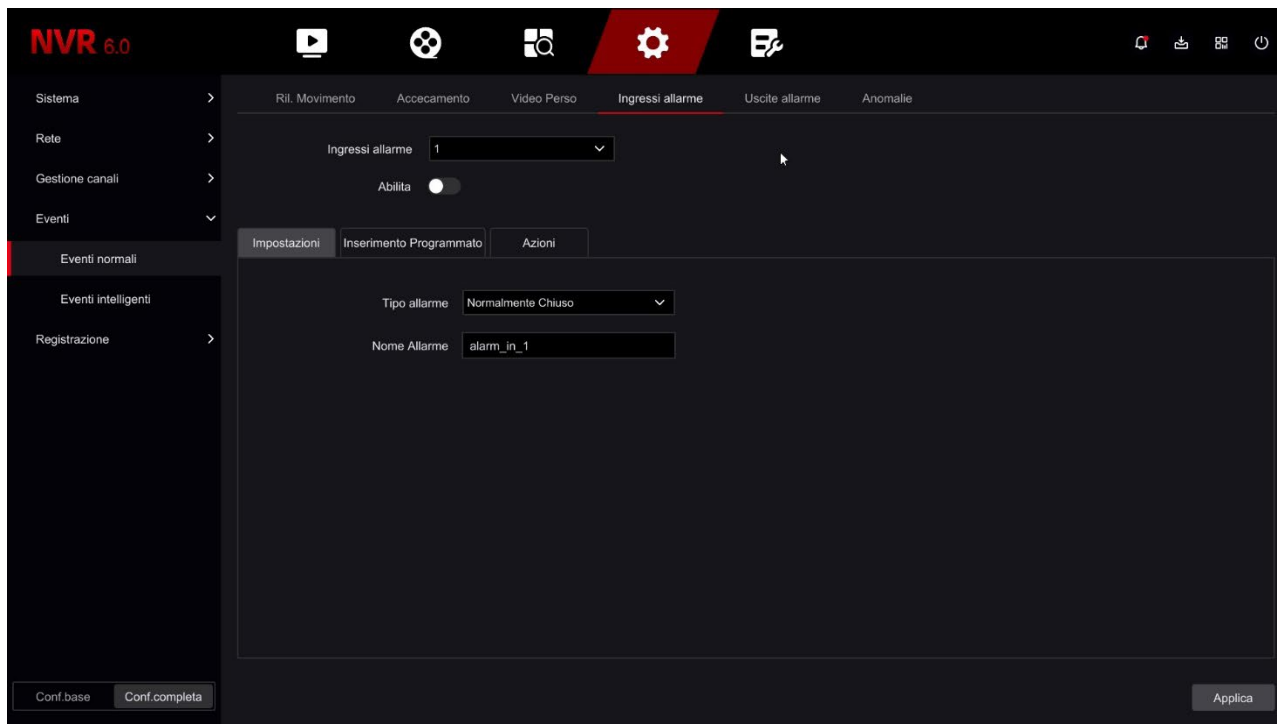 NVR 6.0
Sistema
Rete
Gestione canali
Eventi
Eventi normali
Eventi intelligenti
Registrazione
Conf.base Conf.completa
Ril. Movimento Accecamento Video Perso Ingressi allarme Uscite allarme Anomalie
Ingressi allarme 1
Abilita
Impostazioni Inserimento Programmato Azioni
Tipo allarme Normalmente Chiuso
Nome Allarme alarm_in_1
Applica